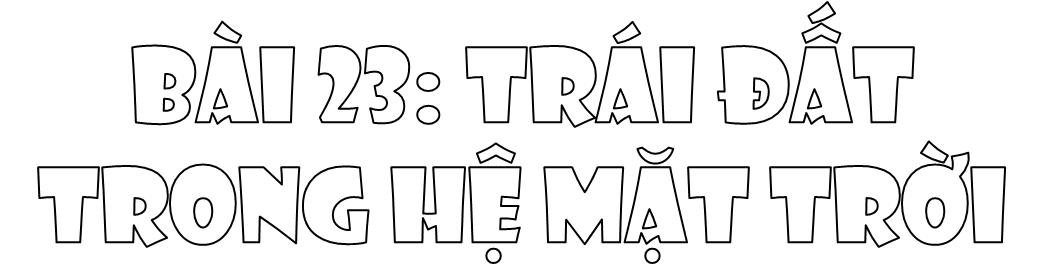 BÀI 23: TRÁI ĐẤT
TRONG HỆ MẶT TRỜI